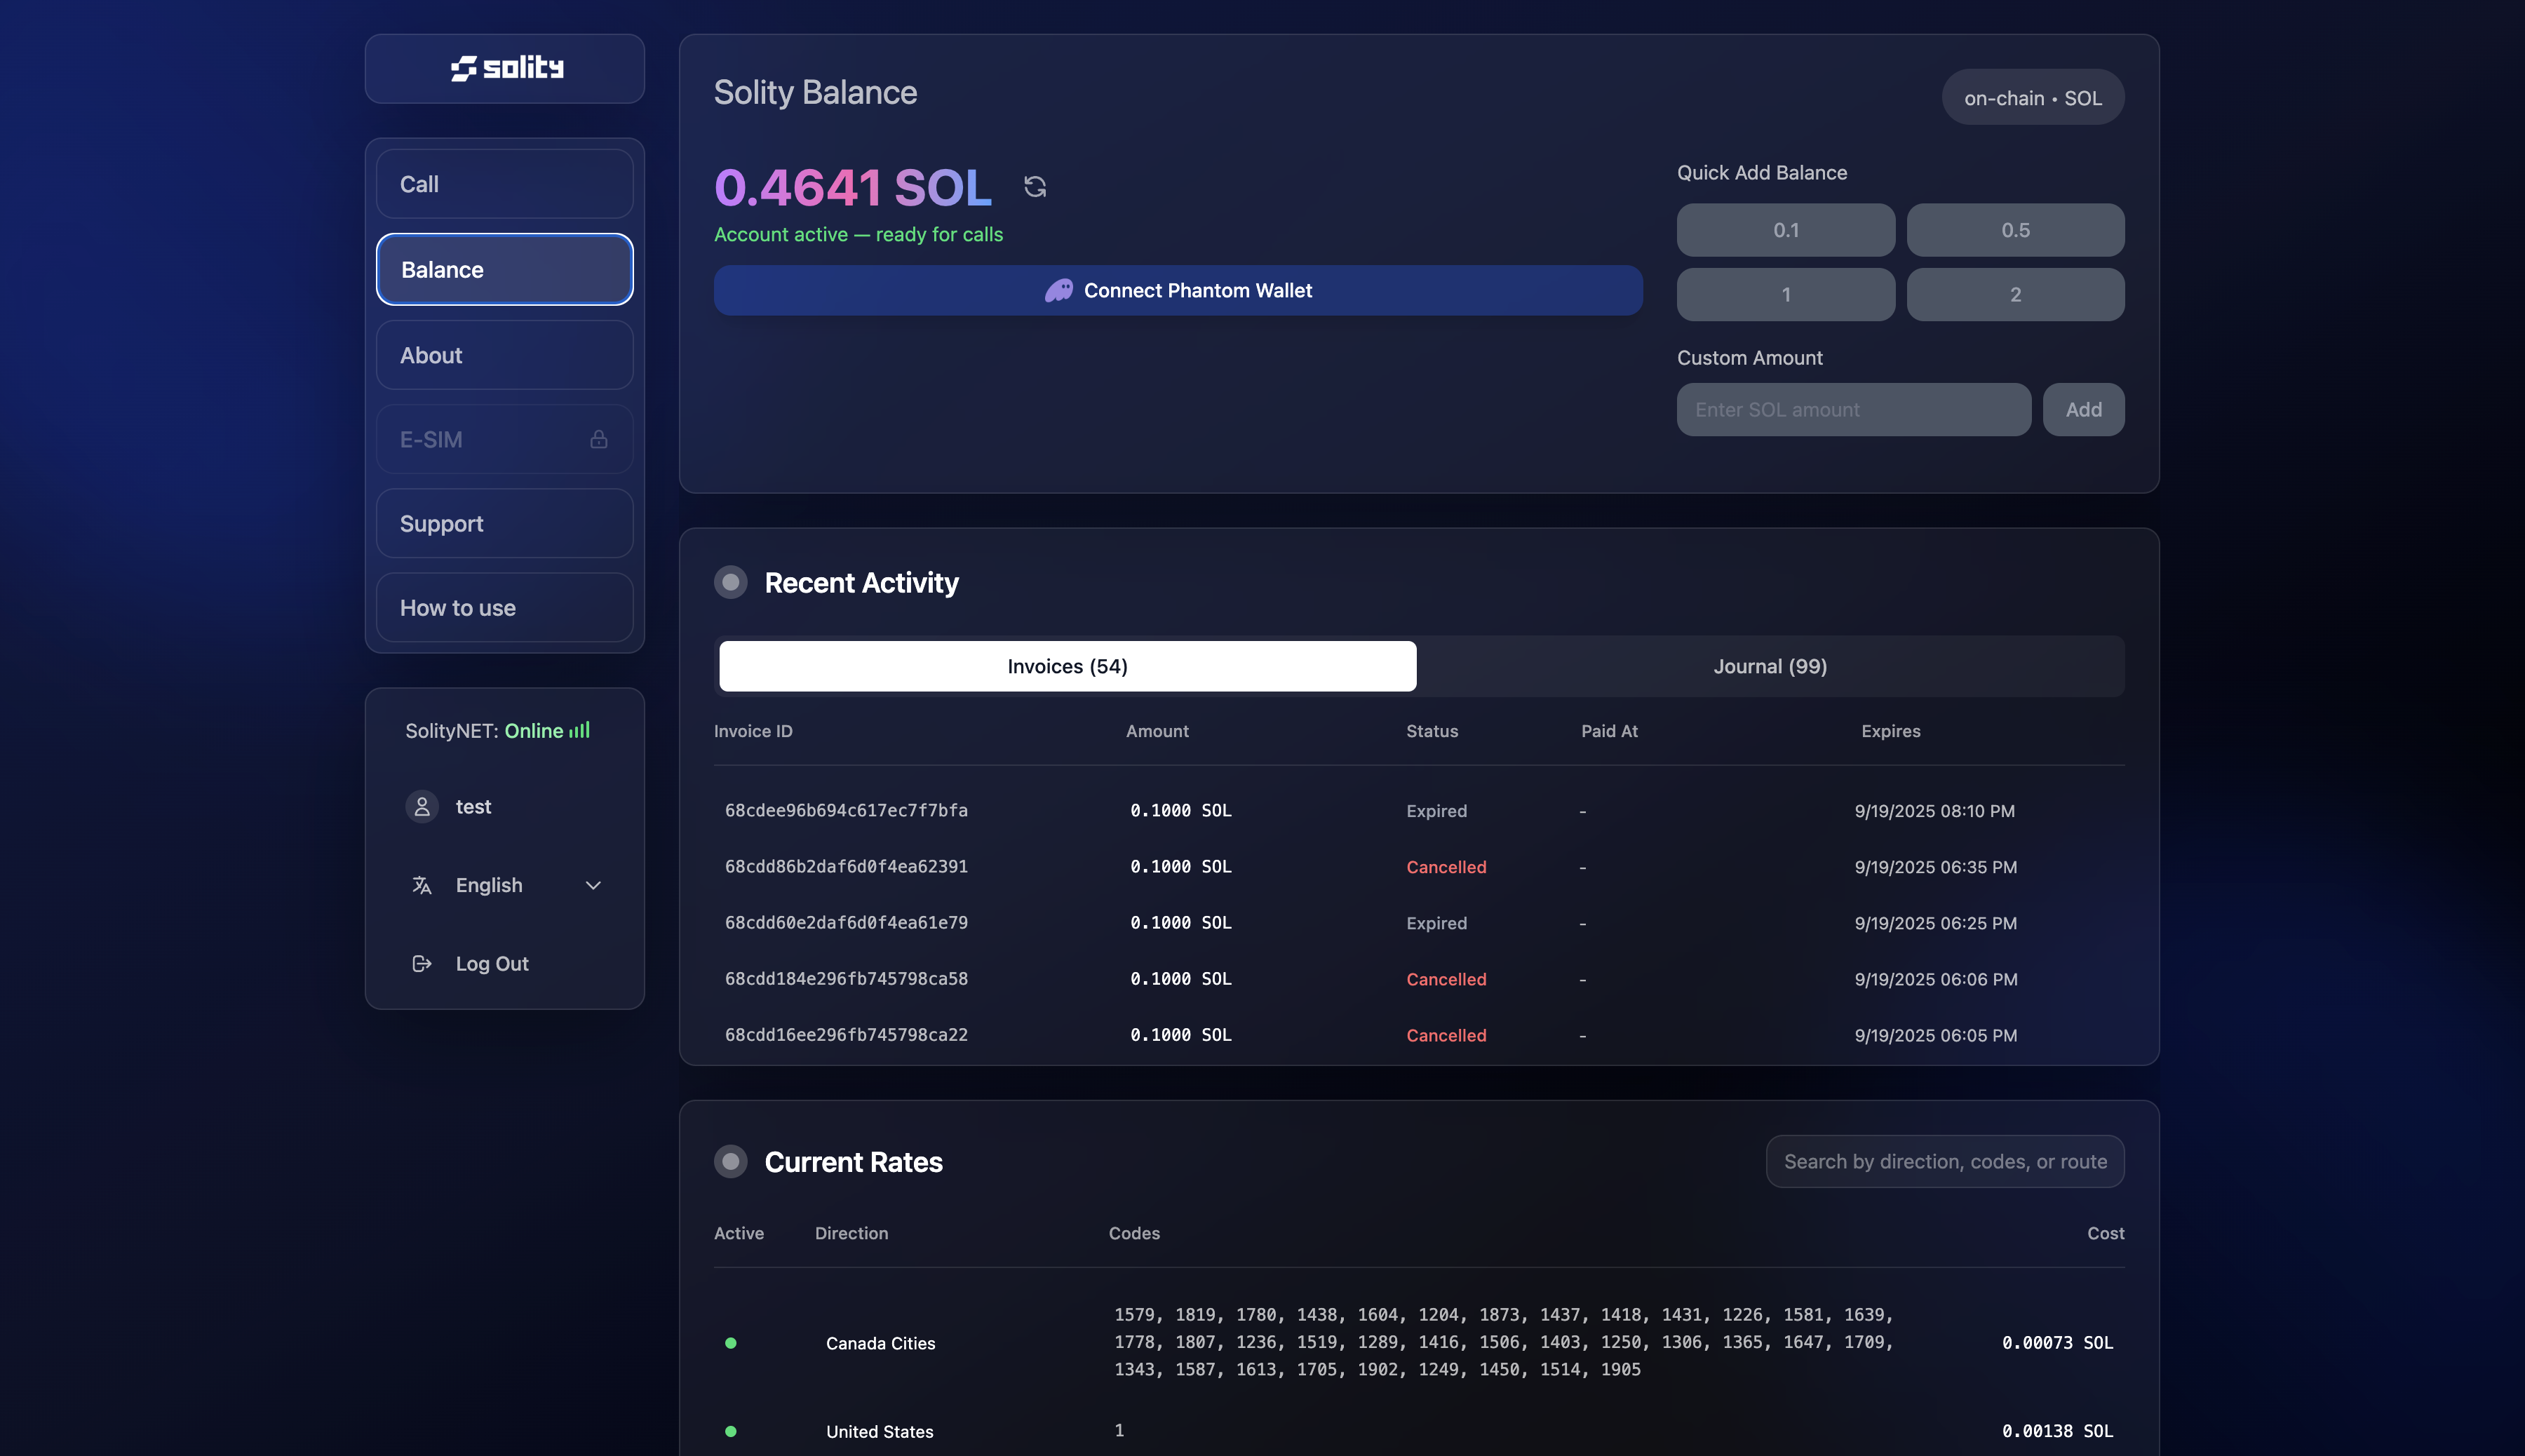 solity
Call
Balance
About
E-SIM
Support
How to use
SolityNET: Online
test
English
Log Out
Solity Balance
on-chain • SOL
0.4641 SOL
Account active — ready for calls
Connect Phantom Wallet
Quick Add Balance
0.1 0.5
1 2
Custom Amount
Enter SOL amount Add
Recent Activity
Invoices (54) Journal (99)
Invoice ID Amount Status Paid At Expires
68cdee96b694c617ec7f7bfa 0.1000 SOL Expired - 9/19/2025 08:10 PM
68cdd86b2daf6d0f4ea62391 0.1000 SOL Cancelled - 9/19/2025 06:35 PM
68cdd60e2daf6d0f4ea61e79 0.1000 SOL Expired - 9/19/2025 06:25 PM
68cdd184e296fb745798ca58 0.1000 SOL Cancelled - 9/19/2025 06:06 PM
68cdd16ee296fb745798ca22 0.1000 SOL Cancelled - 9/19/2025 06:05 PM
Current Rates
Search by direction, codes, or route
Active Direction Codes Cost
Canada Cities
1579, 1819, 1780, 1438, 1604, 1204, 1873, 1437, 1418, 1431, 1226, 1581, 1639,
1778, 1807, 1236, 1519, 1289, 1416, 1506, 1403, 1250, 1306, 1365, 1647, 1709,
1343, 1587, 1613, 1705, 1902, 1249, 1450, 1514, 1905
0.00073 SOL
United States 1 0.00138 SOL